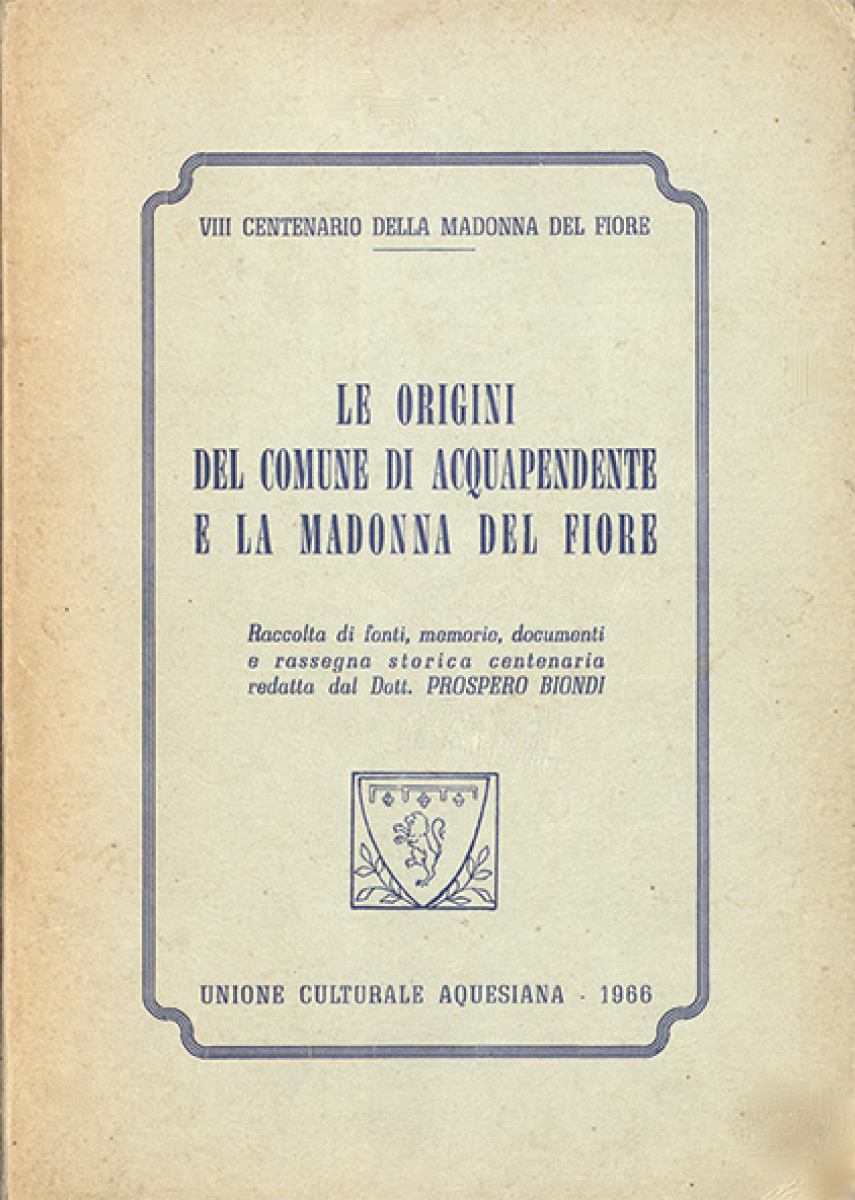 VIII CENTENARIO DELLA MADONNA DEL FIORE
LE ORIGINI
DEL COMUNE DI ACQUAPENDENTE
E LA MADONNA DEL FIORE
Raccolta di fonti, memorie, documenti
e rassegna storica centenaria
redatta dal Dott. PROSPERO BIONDI
UNIONE CULTURALE AQUESIANA - 1966